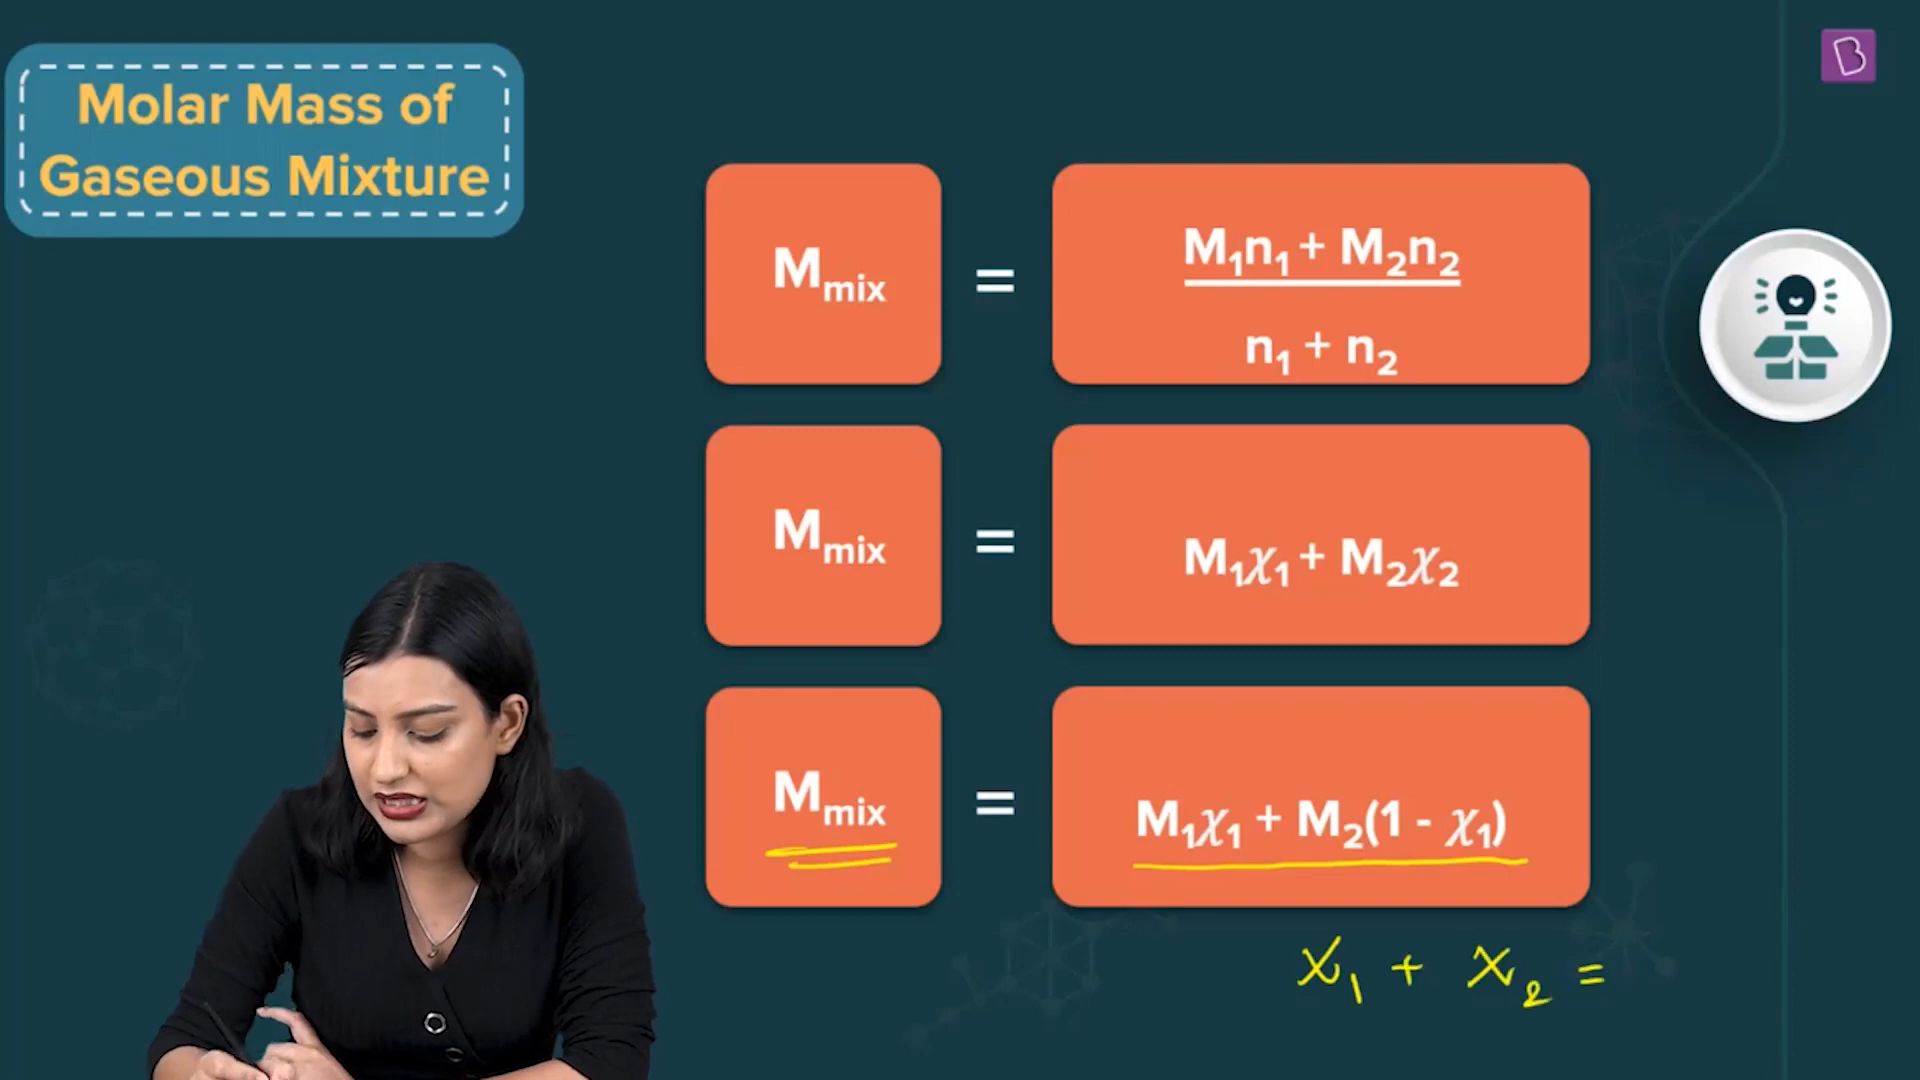 Molar Mass of
Gaseous Mixture
B
Mmix = M₁n₁ + M₂n₂
n₁ + n₂
Mmix = M₁χ₁ + M₂χ₂
Mmix = M₁χ₁ + M₂(1 - χ₁)
χ₁ + χ₂ =